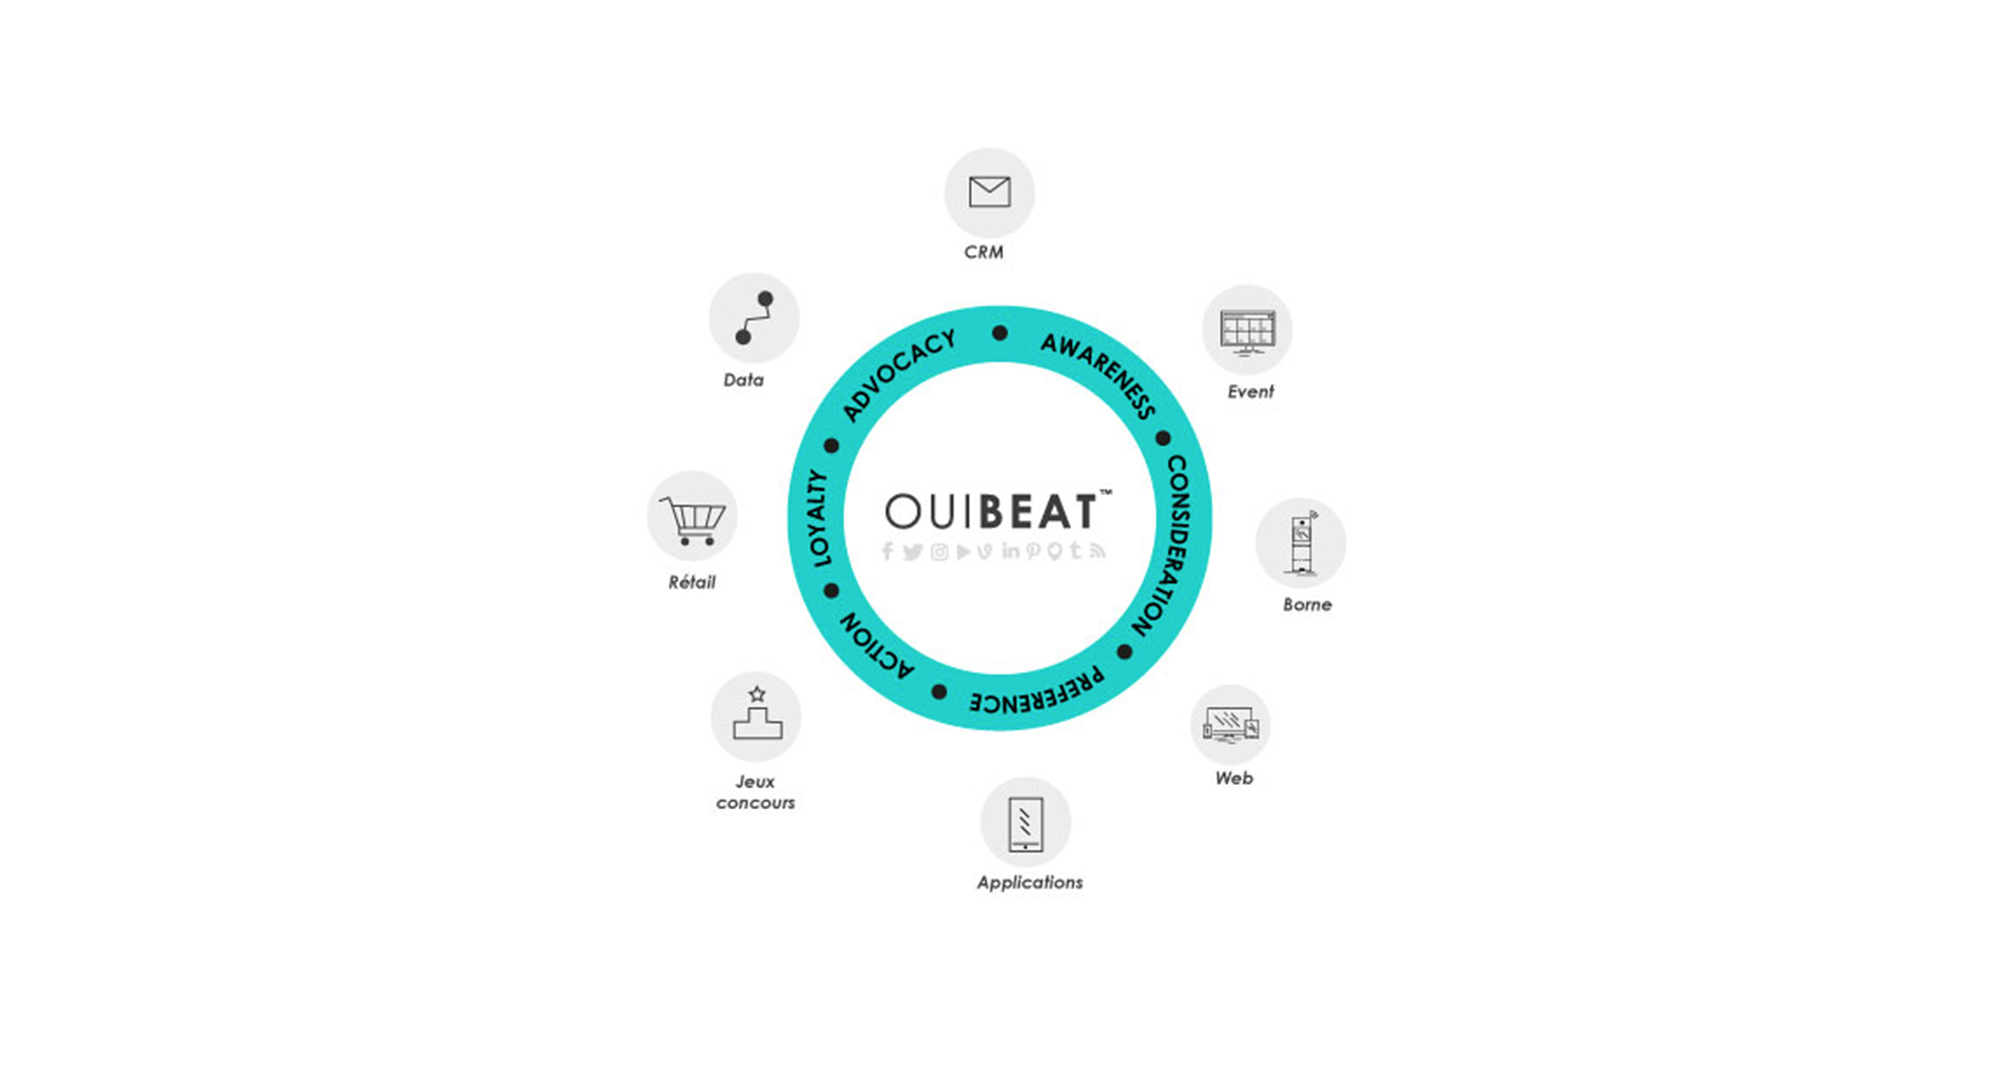 CRM
Event
Borne
Web
Applications
Jeux
concours
Rétail
Data
AWARENESS
CONSIDERATION
PREFERENCE
ACTION
LOYALTY
ADVOCACY
OUIBEAT™